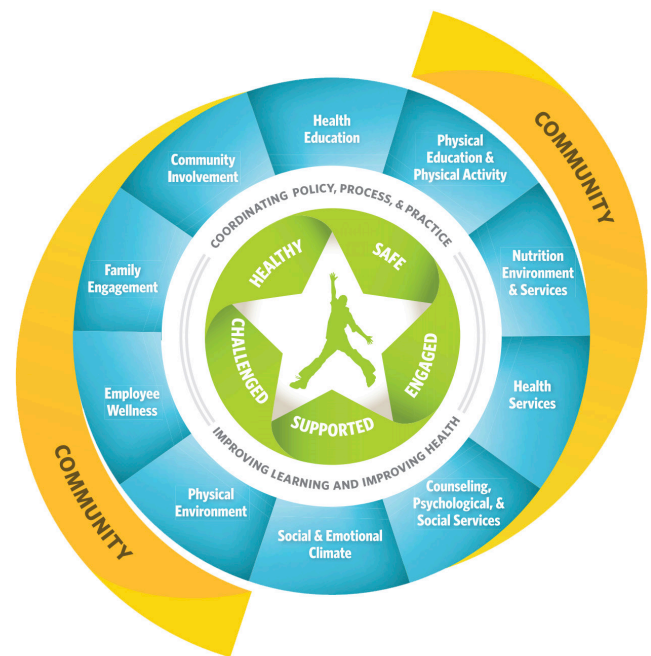 COMMUNITY
Health
Education
Physical
Education &
Physical Activity
Nutrition
Environment
& Services
Health
Services
Counseling,
Psychological, &
Social Services
Social & Emotional
Climate
Physical
Environment
Employee
Wellness
Family
Engagement
Community
Involvement
COORDINATING POLICY, PROCESS, & PRACTICE
IMPROVING LEARNING AND IMPROVING HEALTH
HEALTHY
SAFE
ENGAGED
SUPPORTED
CHALLENGED
COMMUNITY